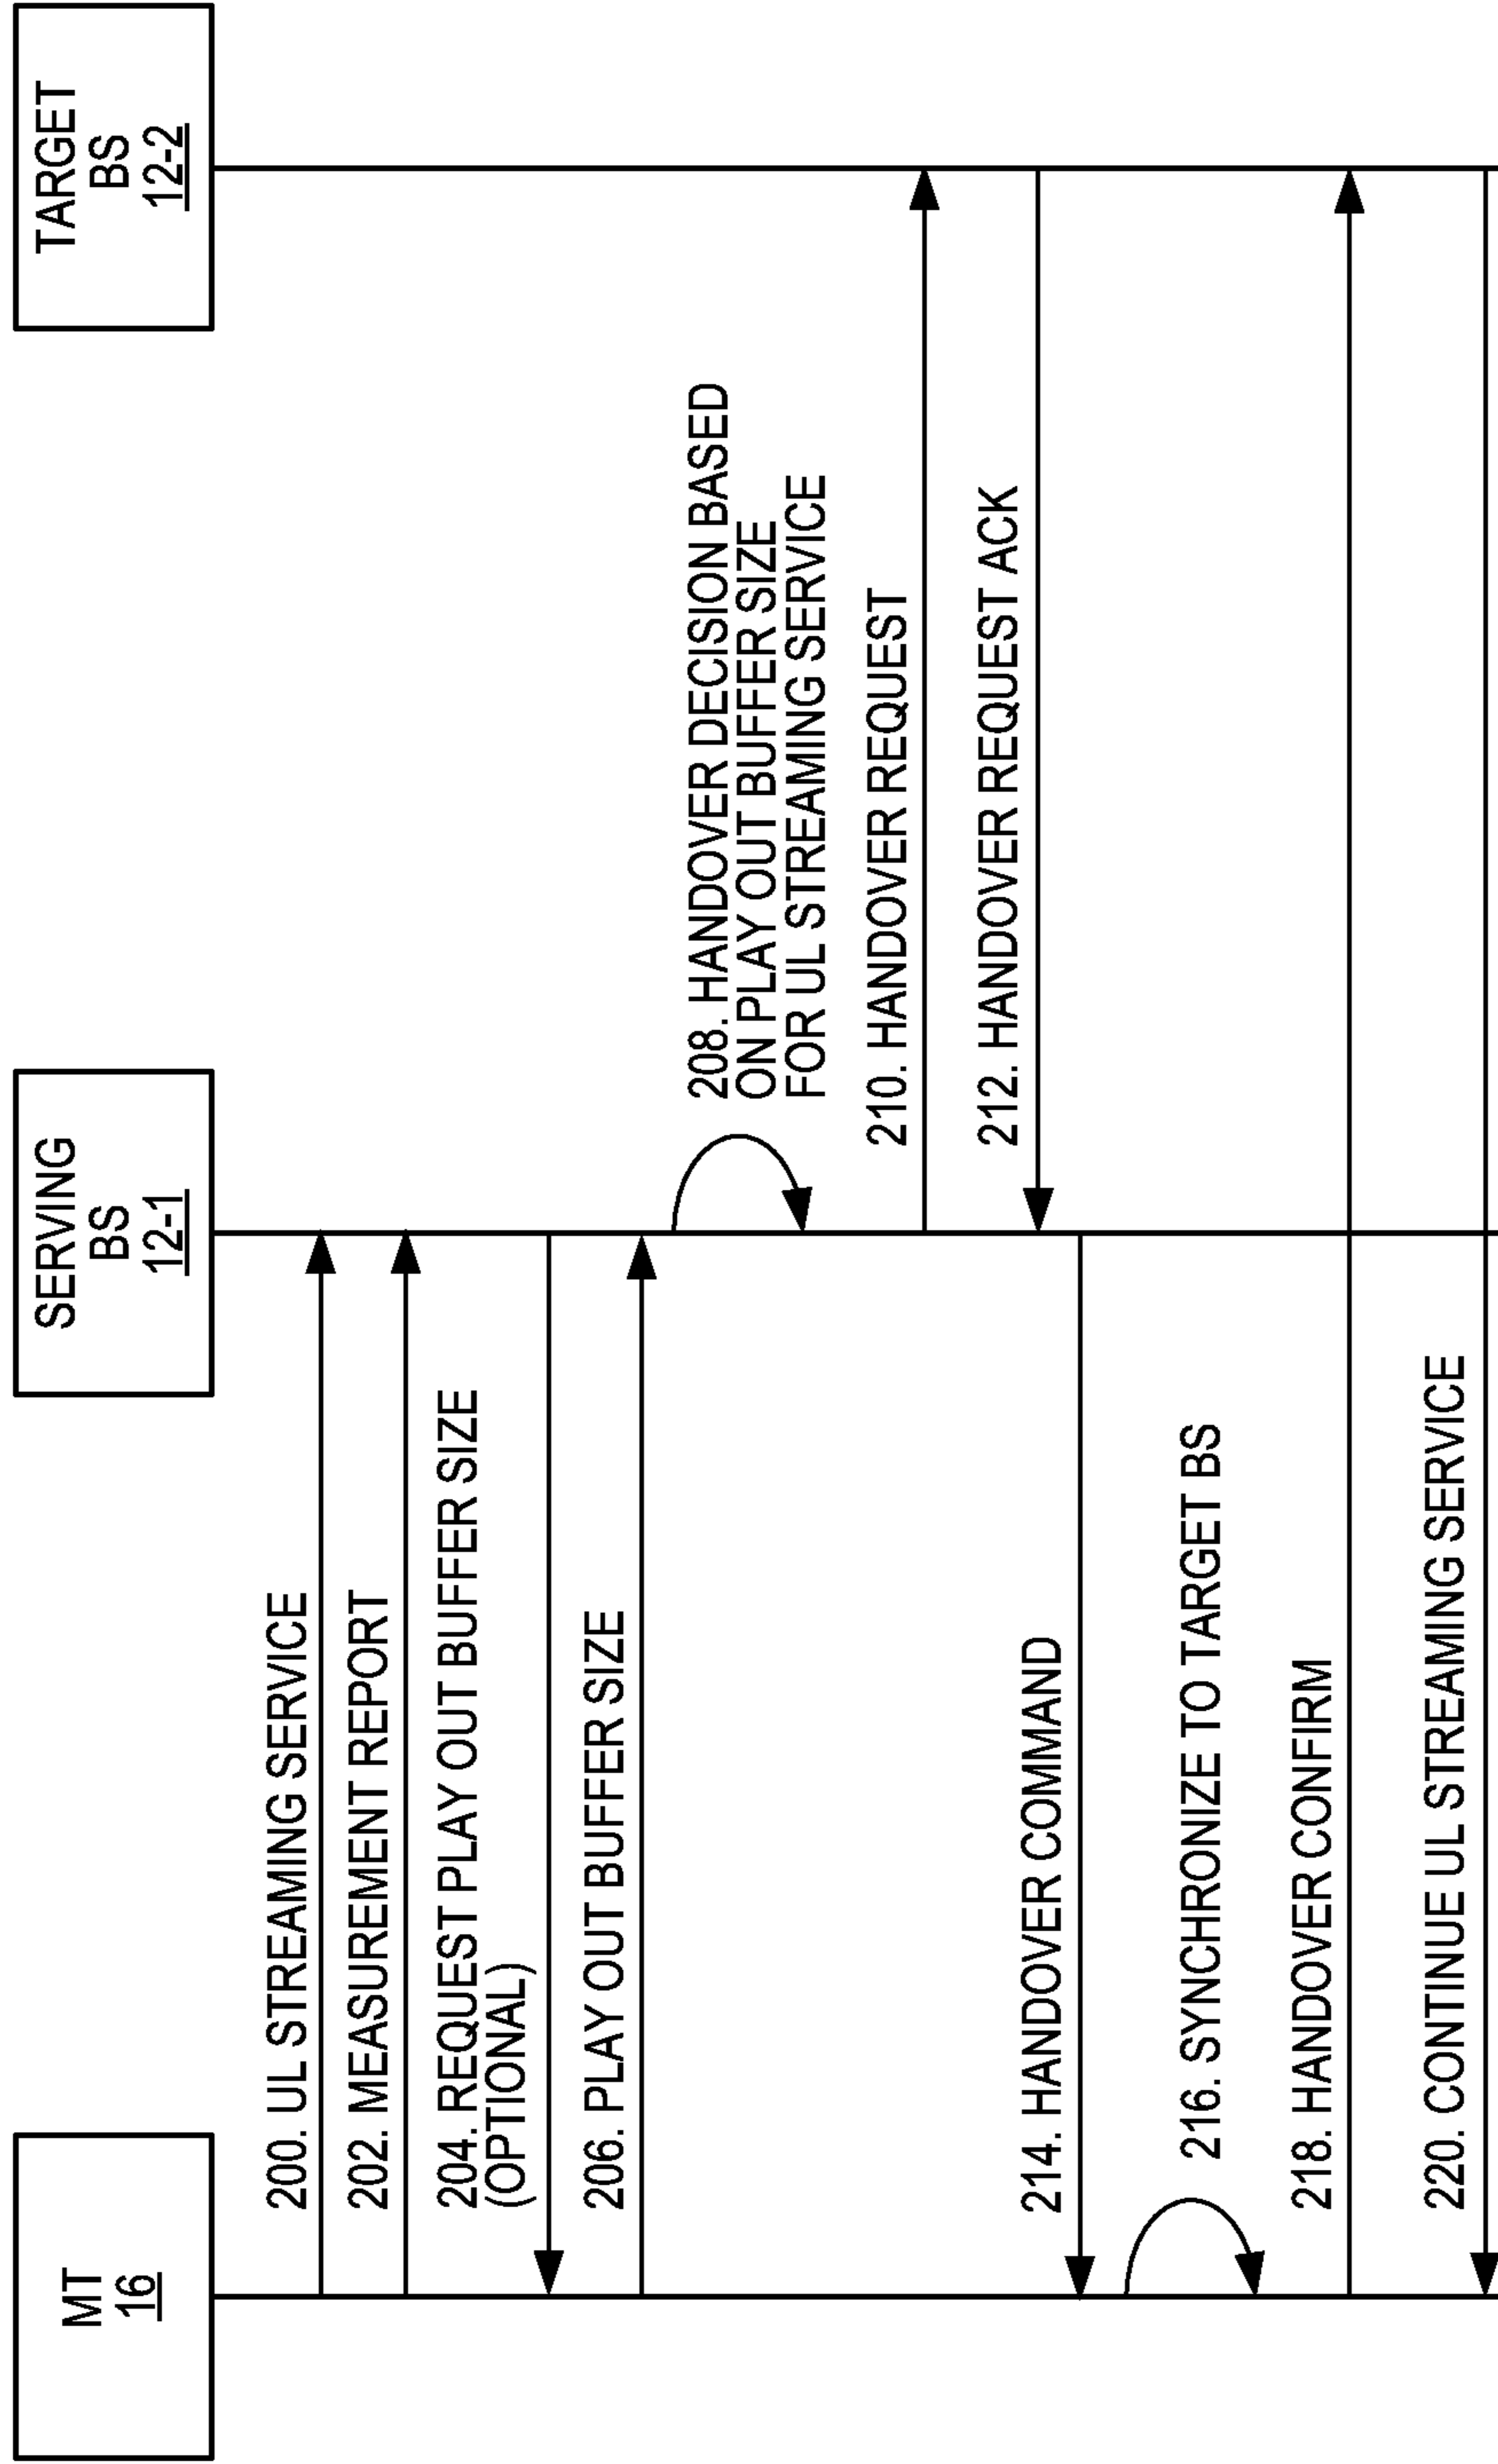 MT
16
SERVING
BS
12-1
TARGET
BS
12-2
200. UL STREAMING SERVICE
202. MEASUREMENT REPORT
204. REQUEST PLAY OUT BUFFER SIZE
(OPTIONAL)
206. PLAY OUT BUFFER SIZE
208. HANDOVER DECISION BASED
ON PLAY OUT BUFFER SIZE
FOR UL STREAMING SERVICE
210. HANDOVER REQUEST
212. HANDOVER REQUEST ACK
214. HANDOVER COMMAND
216. SYNCHRONIZE TO TARGET BS
218. HANDOVER CONFIRM
220. CONTINUE UL STREAMING SERVICE